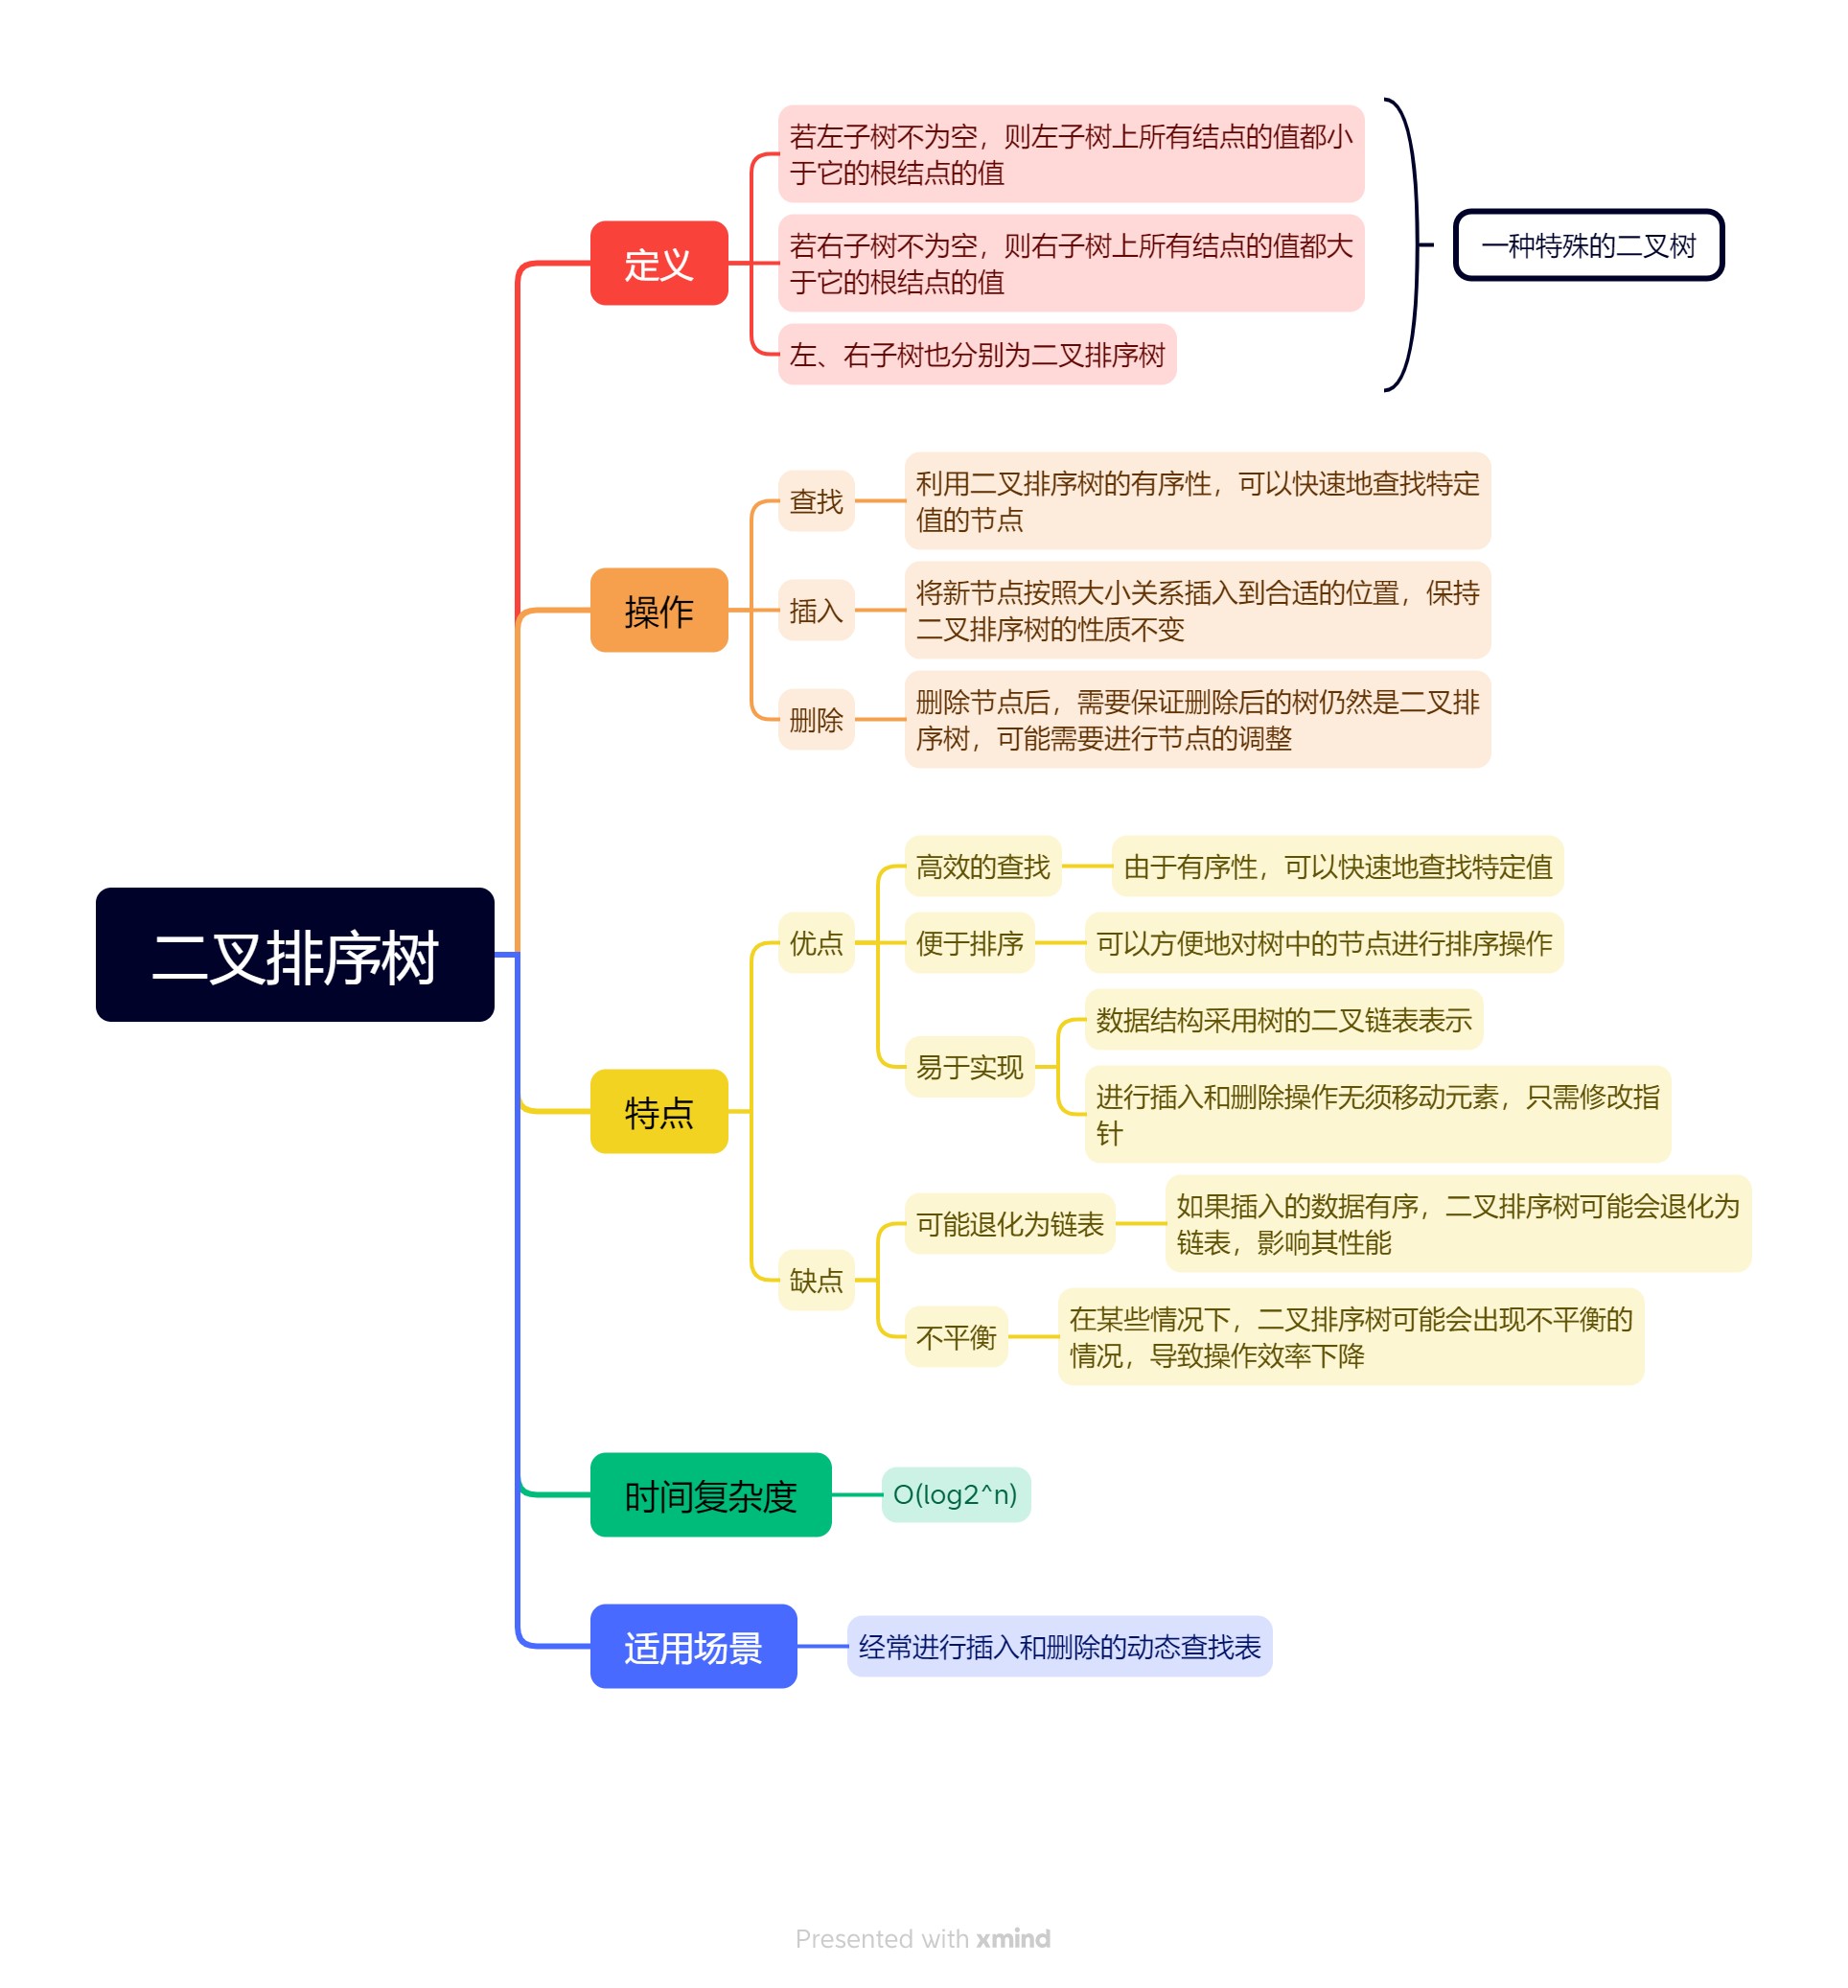 二叉排序树
定义
若左子树不为空，则左子树上所有结点的值都小
于它的根结点的值
若右子树不为空，则右子树上所有结点的值都大
于它的根结点的值
左、右子树也分别为二叉排序树
一种特殊的二叉树
操作
查找
利用二叉排序树的有序性，可以快速地查找特定
值的节点
插入
将新节点按照大小关系插入到合适的位置，保持
二叉排序树的性质不变
删除
删除节点后，需要保证删除后的树仍然是二叉排
序树，可能需要进行节点的调整
特点
优点
高效的查找
由于有序性，可以快速地查找特定值
便于排序
可以方便地对树中的节点进行排序操作
易于实现
数据结构采用树的二叉链表表示
进行插入和删除操作无须移动元素，只需修改指
针
缺点
可能退化为链表
如果插入的数据有序，二叉排序树可能会退化为
链表，影响其性能
不平衡
在某些情况下，二叉排序树可能会出现不平衡的
情况，导致操作效率下降
时间复杂度
O(log2^n)
适用场景
经常进行插入和删除的动态查找表
Presented with xmind